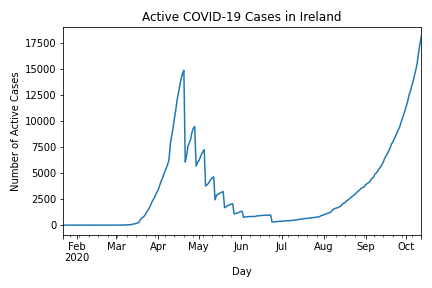 Active COVID-19 Cases in Ireland
Number of Active Cases
17500
15000
12500
10000
7500
5000
2500
0
Feb Mar Apr May Jun Jul Aug Sep Oct
2020
Day